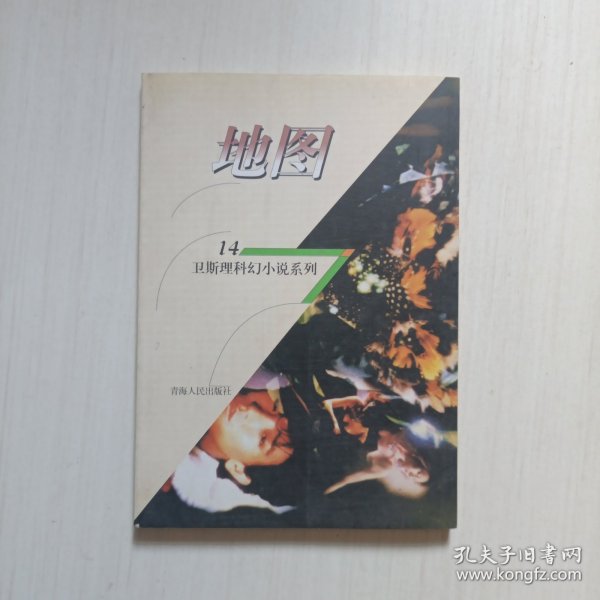 地图
14
卫斯理科幻小说系列
青海人民出版社
孔夫子旧书网
www.kongfz.com